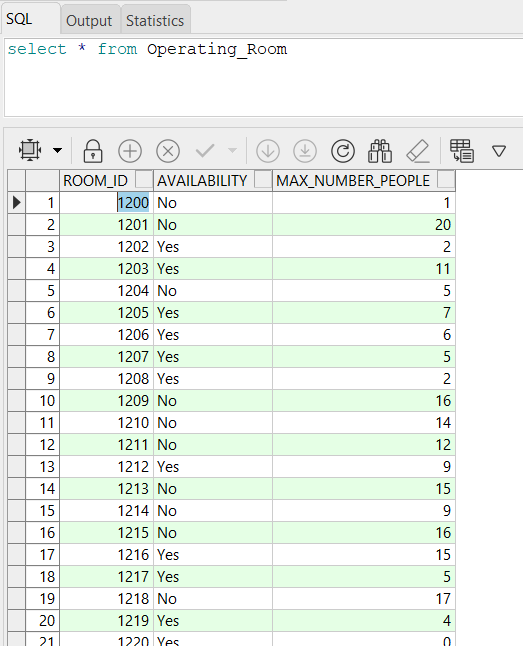 SQL Output Statistics
select * from Operating_Room
ROOM_ID AVAILABILITY MAX_NUMBER_PEOPLE
1 1200 No 1
2 1201 No 20
3 1202 Yes 2
4 1203 Yes 11
5 1204 No 5
6 1205 Yes 7
7 1206 Yes 6
8 1207 Yes 5
9 1208 Yes 2
10 1209 No 16
11 1210 No 14
12 1211 No 12
13 1212 Yes 9
14 1213 No 15
15 1214 No 9
16 1215 No 16
17 1216 Yes 15
18 1217 Yes 5
19 1218 No 17
20 1219 Yes 4
21 1220 Yes 0